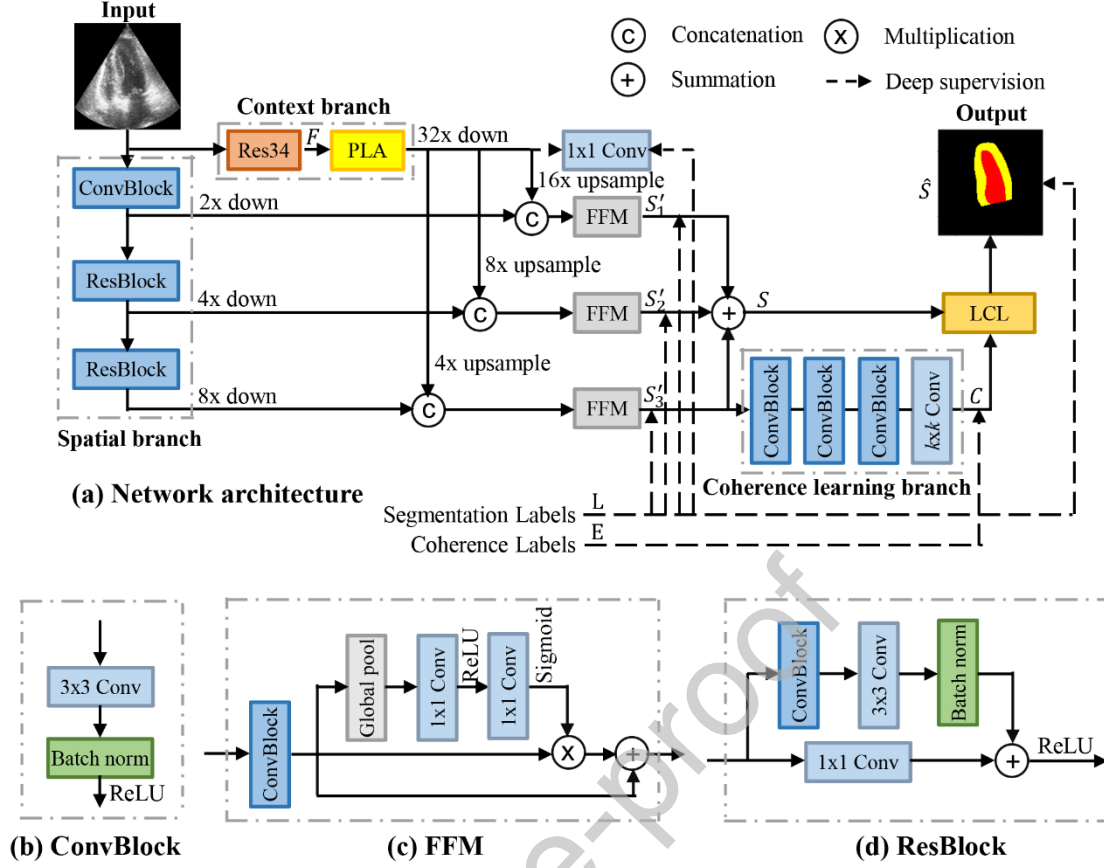 Input
C Concatenation
X Multiplication
+ Summation
Deep supervision
Context branch
Output
Res34
F
PLA
32x down
1x1 Conv
16x upsample
ConvBlock
2x down
C
FFM
S′1
Ŝ
8x upsample
ResBlock
4x down
C
FFM
S′2
+
S
LCL
4x upsample
ResBlock
8x down
C
FFM
S′3
ConvBlock
ConvBlock
ConvBlock
kxk Conv
C
Spatial branch
Coherence learning branch
(a) Network architecture
Segmentation Labels L
Coherence Labels E
3x3 Conv
Batch norm
ReLU
(b) ConvBlock
ConvBlock
Global pool
1x1 Conv
ReLU
1x1 Conv
Sigmoid
X
+
(c) FFM
ConvBlock
3x3 Conv
Batch norm
1x1 Conv
+
ReLU
(d) ResBlock
e-proof